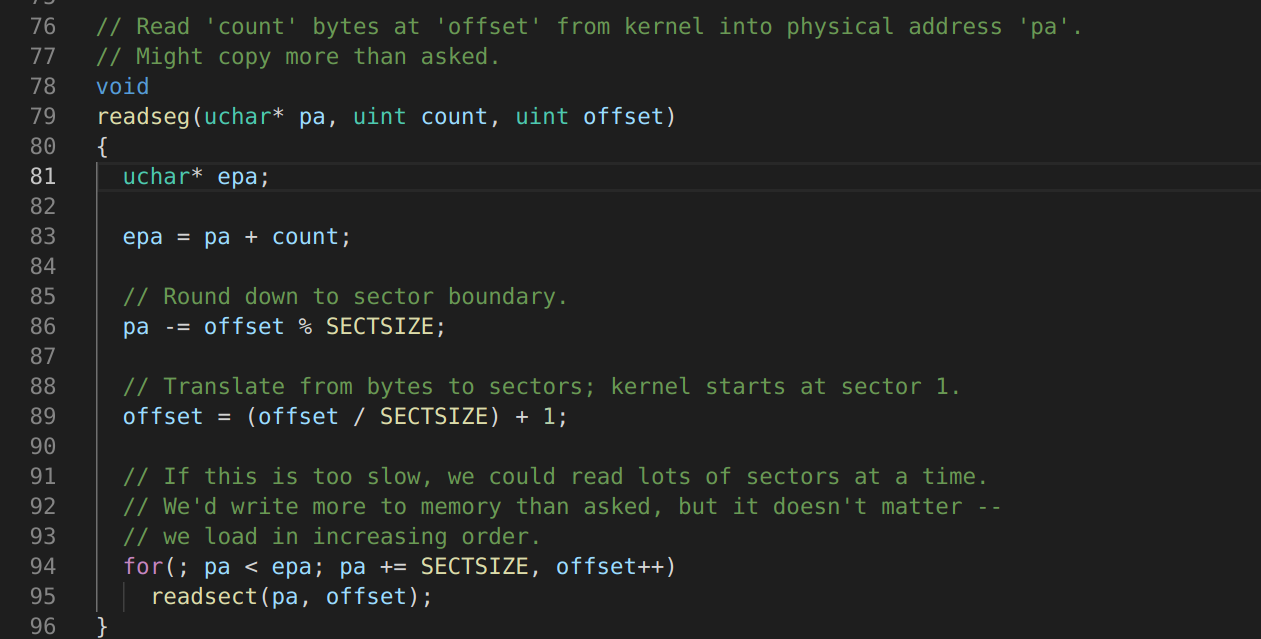 76 // Read 'count' bytes at 'offset' from kernel into physical address 'pa'.
77 // Might copy more than asked.
78 void
79 readseg(uchar* pa, uint count, uint offset)
80 {
81   uchar* epa;
82
83   epa = pa + count;
84
85   // Round down to sector boundary.
86   pa -= offset % SECTSIZE;
87
88   // Translate from bytes to sectors; kernel starts at sector 1.
89   offset = (offset / SECTSIZE) + 1;
90
91   // If this is too slow, we could read lots of sectors at a time.
92   // We'd write more to memory than asked, but it doesn't matter --
93   // we load in increasing order.
94   for(; pa < epa; pa += SECTSIZE, offset++)
95     readsect(pa, offset);
96 }